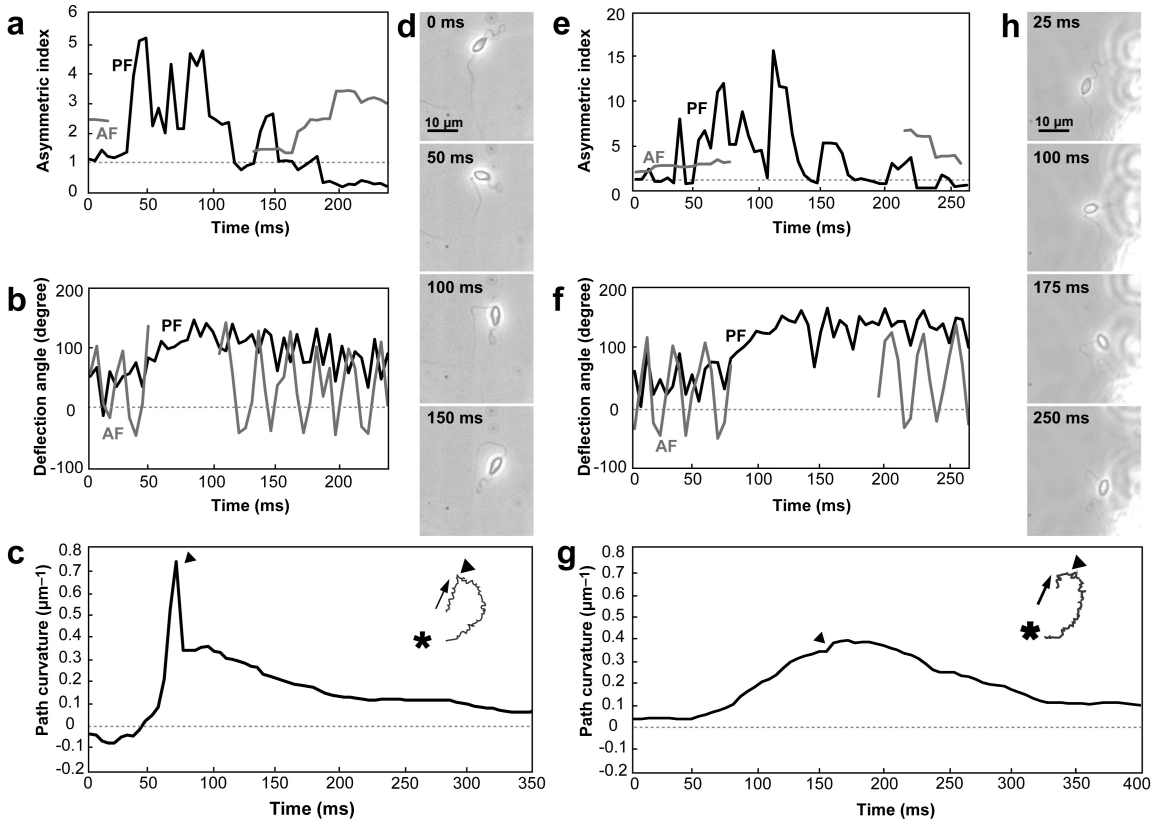 a
Asymmetric index
6
5
4
3
2
1
0
PF
AF
0
50
100
150
200
Time (ms)
b
Deflection angle (degree)
200
100
0
-100
PF
AF
0
50
100
150
200
Time (ms)
c
Path curvature (μm–1)
0.8
0.7
0.6
0.5
0.4
0.3
0.2
0.1
0
-0.1
-0.2
*
0
50
100
150
200
250
300
350
Time (ms)
d
0 ms
10 μm
50 ms
100 ms
150 ms
e
Asymmetric index
20
15
10
5
0
PF
AF
0
50
100
150
200
250
Time (ms)
f
Deflection angle (degree)
200
100
0
-100
PF
AF
0
50
100
150
200
250
Time (ms)
g
Path curvature (μm–1)
0.8
0.7
0.6
0.5
0.4
0.3
0.2
0.1
0
-0.1
-0.2
*
0
50
100
150
200
250
300
350
400
Time (ms)
h
25 ms
10 μm
100 ms
175 ms
250 ms